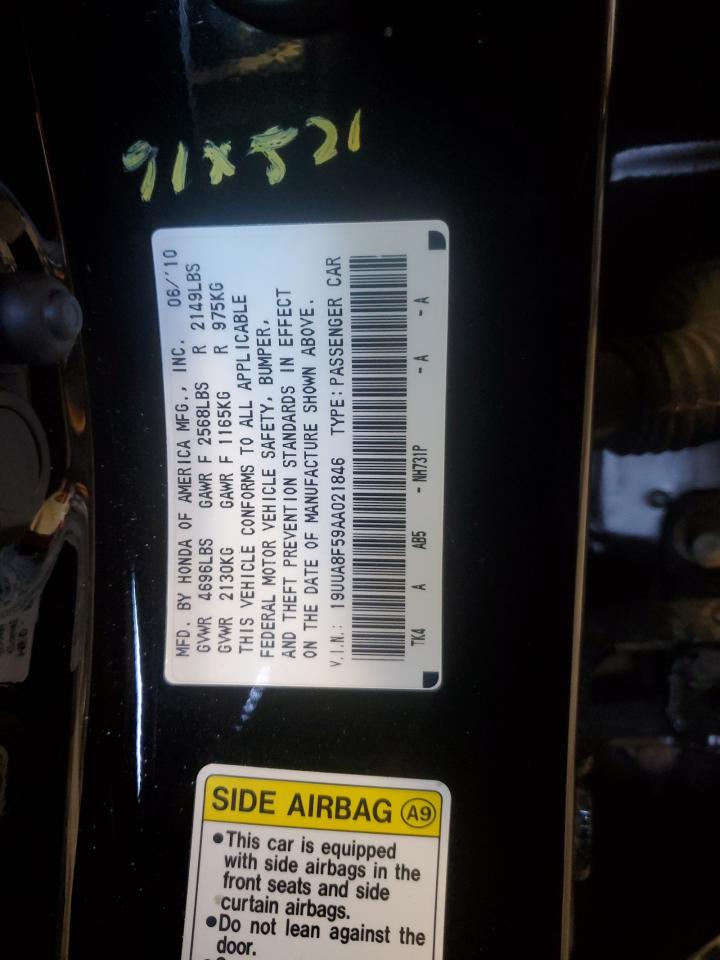 71X521
MFD. BY HONDA OF AMERICA MFG., INC. 06/'10
GVWR 4696LBS GAWR F 2568LBS R 2149LBS
GVWR 2130KG GAWR F 1165KG R 975KG
THIS VEHICLE CONFORMS TO ALL APPLICABLE
FEDERAL MOTOR VEHICLE SAFETY, BUMPER,
AND THEFT PREVENTION STANDARDS IN EFFECT
ON THE DATE OF MANUFACTURE SHOWN ABOVE.
V.I.N.: 19UUA8F59AA021846 TYPE:PASSENGER CAR
TK4 A AB5 - NH731P - A - A
SIDE AIRBAG A9
•This car is equipped
with side airbags in the
front seats and side
curtain airbags.
•Do not lean against the
door.